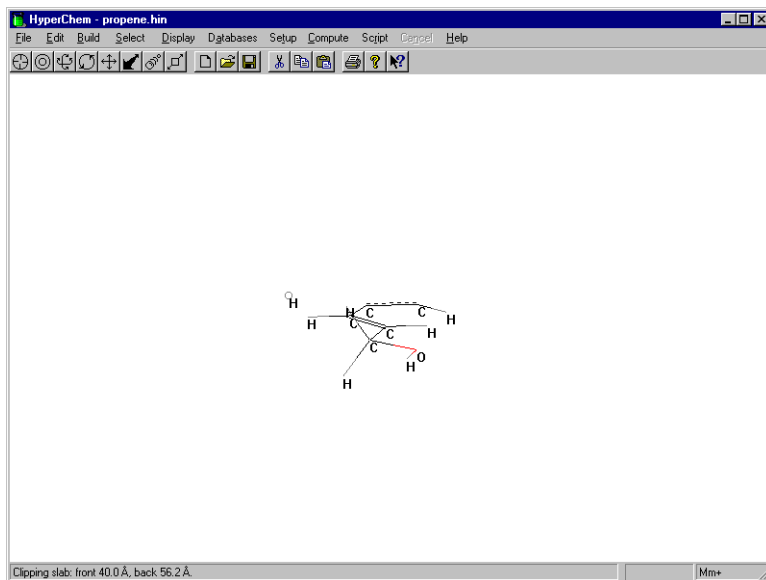 HyperChem - propene.hin
File Edit Build Select Display Databases Setup Compute Script Cancel Help
H
H
H
C
C
H
C
C
H
C
O
H
H
Clipping slab: front 40.0 Å, back 56.2 Å.
Mm+